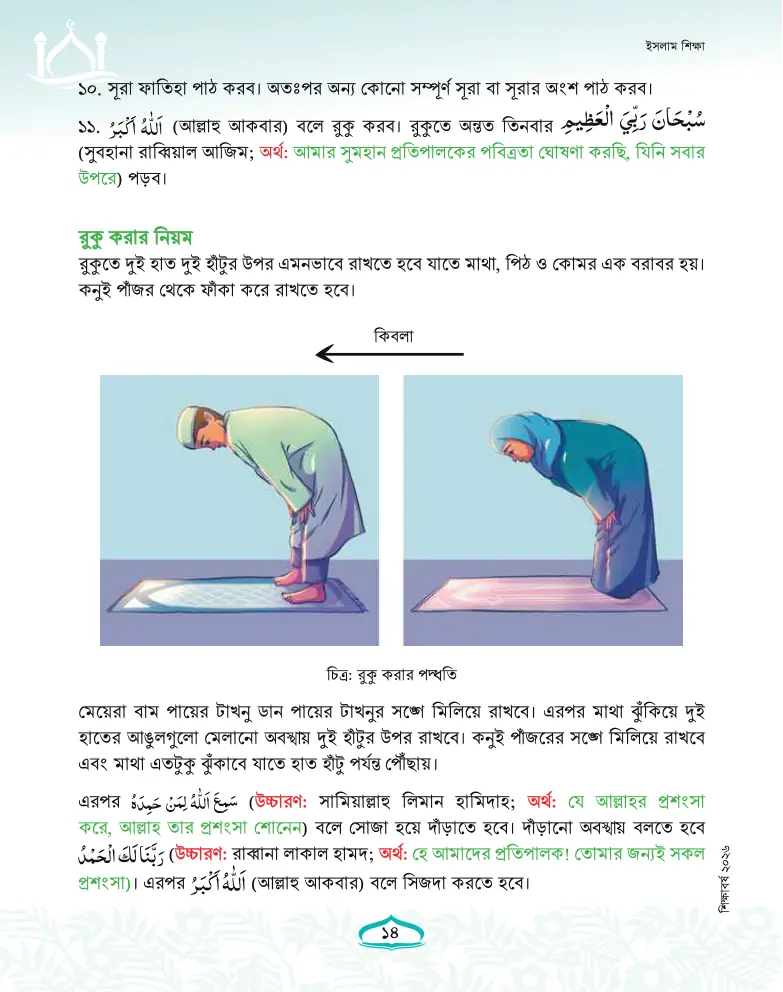 ইসলাম শিক্ষা
১০. সূরা ফাতিহা পাঠ করব। অতঃপর অন্য কোনো সম্পূর্ণ সূরা বা সূরার অংশ পাঠ করব।
১১. اَللّٰهُ اَكْبَرُ (আল্লাহু আকবার) বলে রুকু করব। রুকুতে অন্তত তিনবার سُبْحَانَ رَبِّيَ الْعَظِيمِ
(সুবহানা রাব্বিয়াল আজিম; অর্থ: আমার সুমহান প্রতিপালকের পবিত্রতা ঘোষণা করছি, যিনি সবার
উপরে) পড়ব।
রুকু করার নিয়ম
রুকুতে দুই হাত দুই হাঁটুর উপর এমনভাবে রাখতে হবে যাতে মাথা, পিঠ ও কোমর এক বরাবর হয়।
কনুই পাঁজর থেকে ফাঁকা করে রাখতে হবে।
কিবলা
চিত্র: রুকু করার পদ্ধতি
মেয়েরা বাম পায়ের টাখনু ডান পায়ের টাখনুর সঙ্গে মিলিয়ে রাখবে। এরপর মাথা ঝুঁকিয়ে দুই
হাতের আঙুলগুলো মেলানো অবস্থায় দুই হাঁটুর উপর রাখবে। কনুই পাঁজরের সঙ্গে মিলিয়ে রাখবে
এবং মাথা এতটুকু ঝুঁকাবে যাতে হাত হাঁটু পর্যন্ত পৌঁছায়।
এরপর سَمِعَ اَللّٰهُ لِمَنْ حَمِدَهُ (উচ্চারণ: সামিয়াল্লাহু লিমান হামিদাহ; অর্থ: যে আল্লাহর প্রশংসা
করে, আল্লাহ তার প্রশংসা শোনেন) বলে সোজা হয়ে দাঁড়াতে হবে। দাঁড়ানো অবস্থায় বলতে হবে
رَبَّنَا لَكَ الْحَمْدُ (উচ্চারণ: রাব্বানা লাকাল হামদ; অর্থ: হে আমাদের প্রতিপালক! তোমার জন্যই সকল
প্রশংসা)। এরপর اَللّٰهُ اَكْبَرُ (আল্লাহু আকবার) বলে সিজদা করতে হবে।
শিক্ষাবর্ষ ২০২৬
১৪